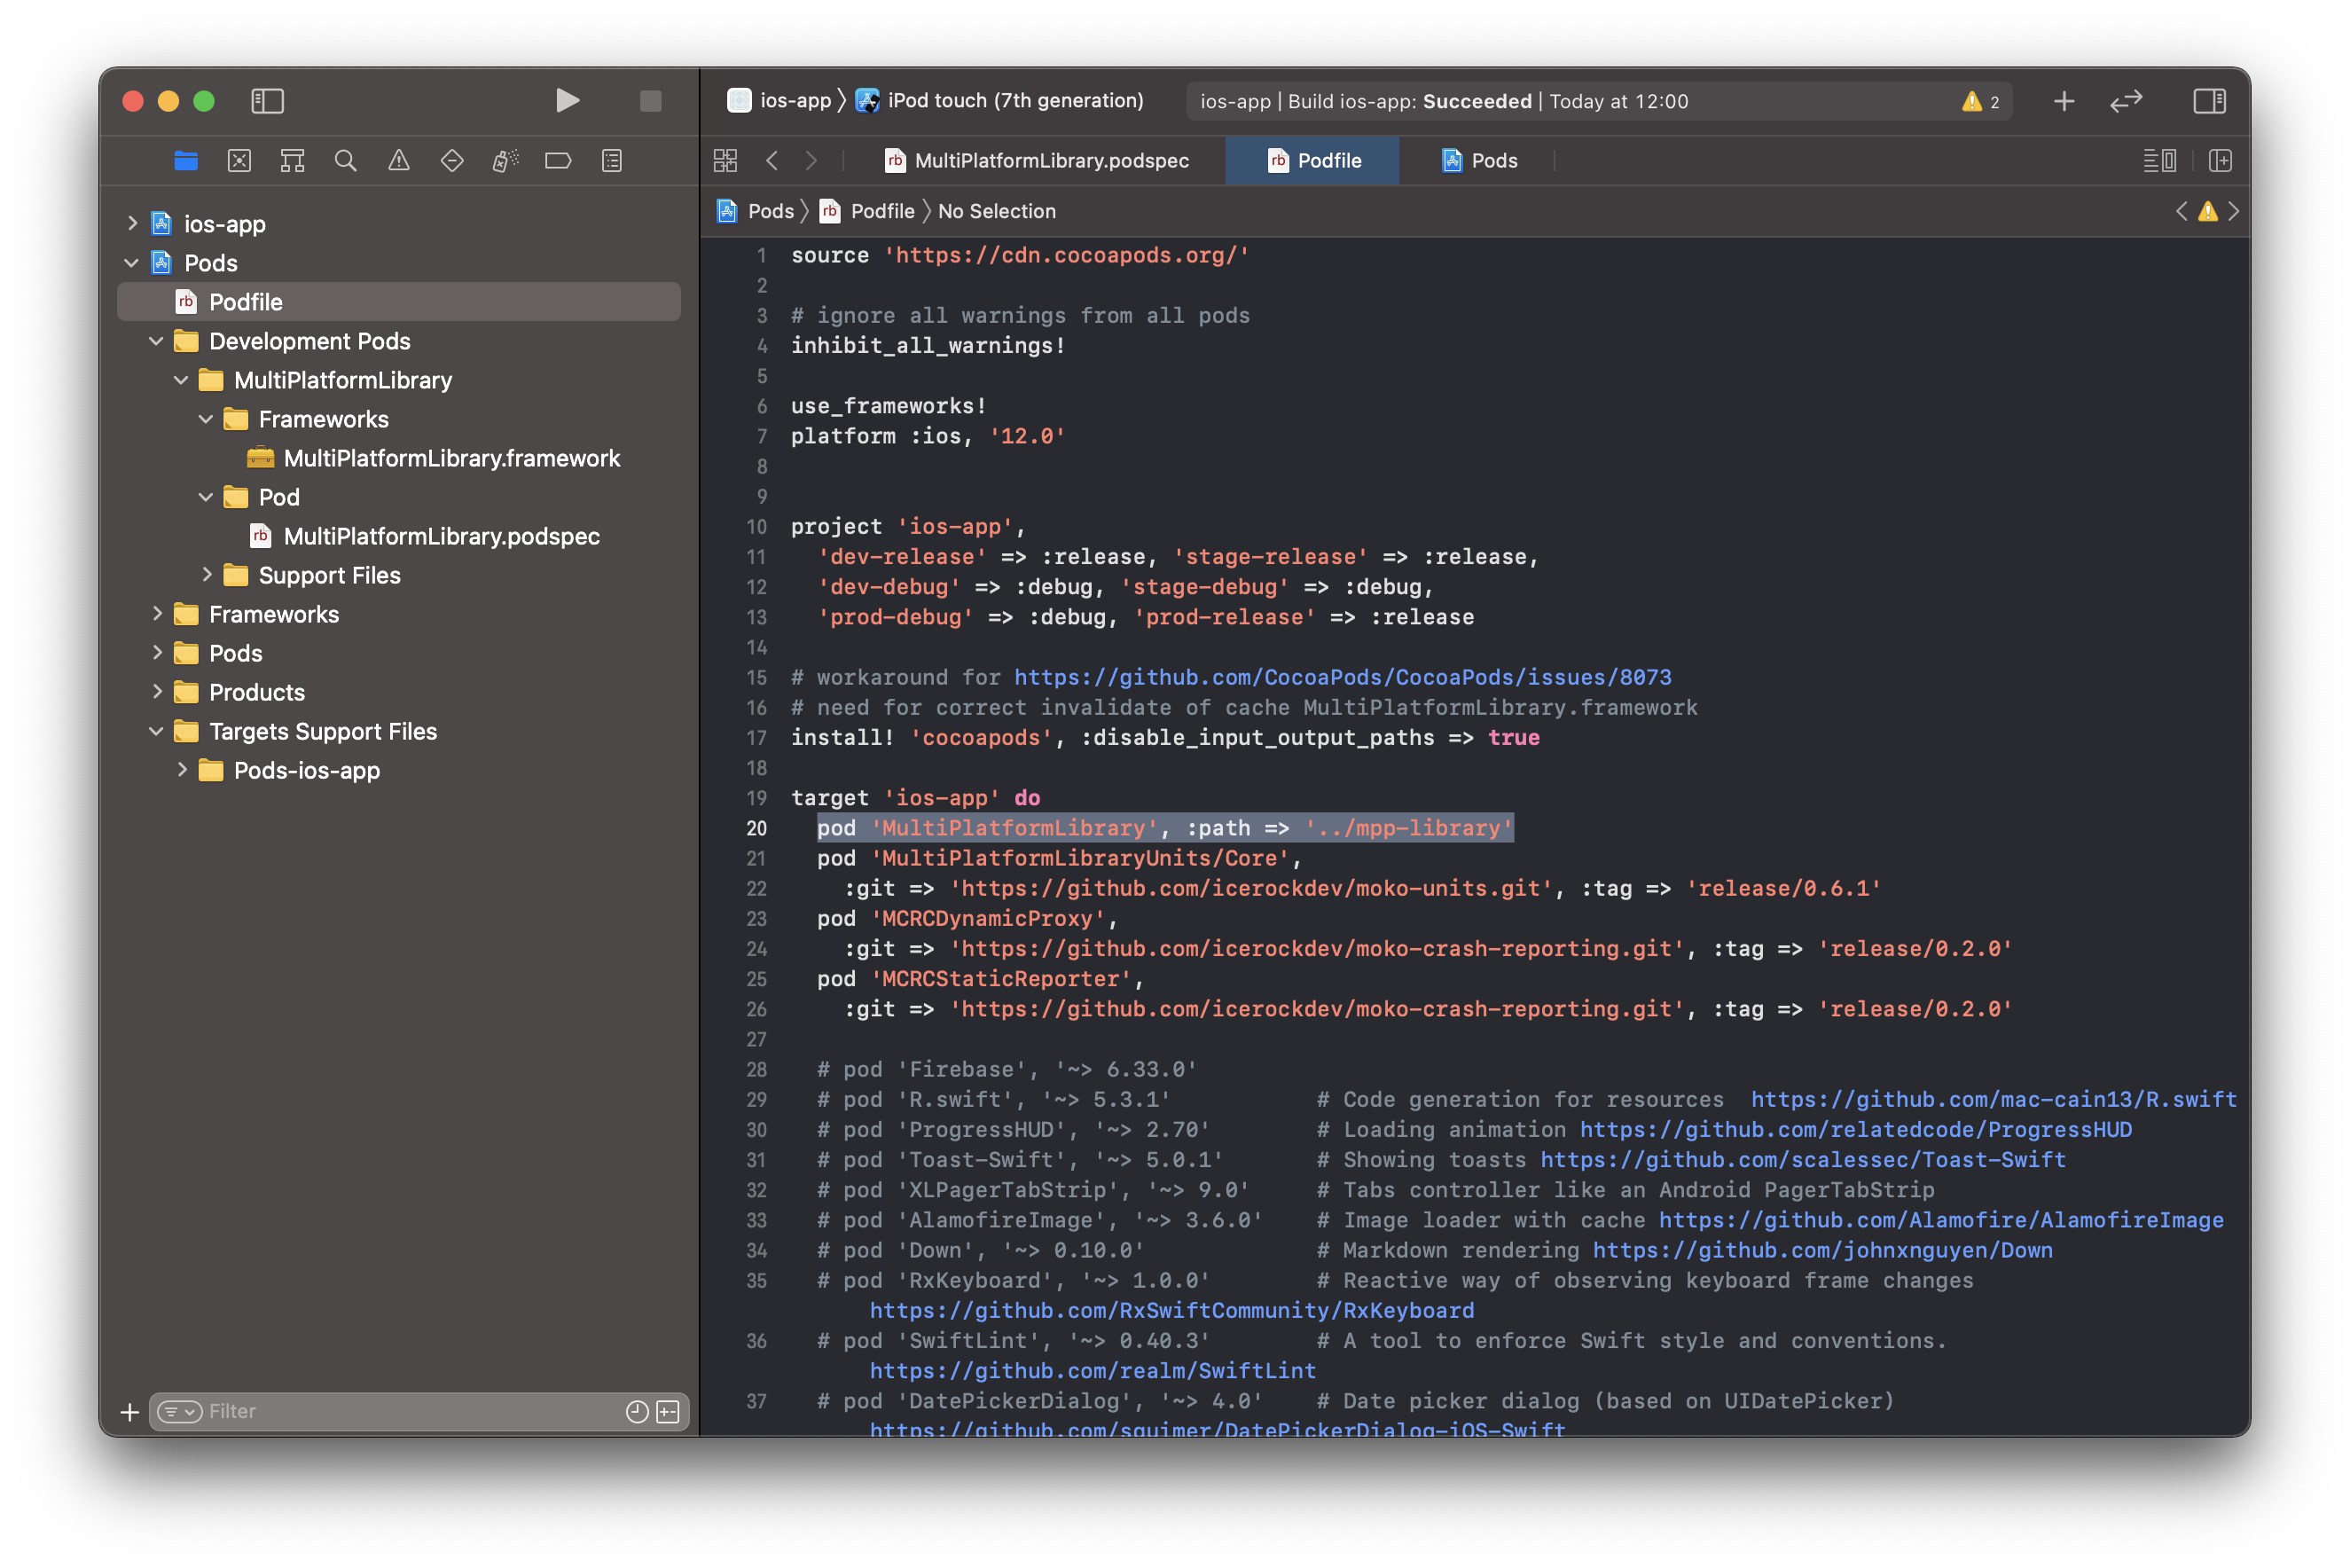 ios-app 〉 iPod touch (7th generation)
ios-app | Build ios-app: Succeeded | Today at 12:00
2
MultiPlatformLibrary.podspec
Podfile
Pods
Pods 〉 Podfile 〉 No Selection
ios-app
Pods
Podfile
Development Pods
MultiPlatformLibrary
Frameworks
MultiPlatformLibrary.framework
Pod
MultiPlatformLibrary.podspec
Support Files
Frameworks
Pods
Products
Targets Support Files
Pods-ios-app
Filter
1 source 'https://cdn.cocoapods.org/'
2
3 # ignore all warnings from all pods
4 inhibit_all_warnings!
5
6 use_frameworks!
7 platform :ios, '12.0'
8
9
10 project 'ios-app',
11 'dev-release' => :release, 'stage-release' => :release,
12 'dev-debug' => :debug, 'stage-debug' => :debug,
13 'prod-debug' => :debug, 'prod-release' => :release
14
15 # workaround for https://github.com/CocoaPods/CocoaPods/issues/8073
16 # need for correct invalidate of cache MultiPlatformLibrary.framework
17 install! 'cocoapods', :disable_input_output_paths => true
18
19 target 'ios-app' do
20 pod 'MultiPlatformLibrary', :path => '../mpp-library'
21 pod 'MultiPlatformLibraryUnits/Core',
22 :git => 'https://github.com/icerockdev/moko-units.git', :tag => 'release/0.6.1'
23 pod 'MCRCDynamicProxy',
24 :git => 'https://github.com/icerockdev/moko-crash-reporting.git', :tag => 'release/0.2.0'
25 pod 'MCRCStaticReporter',
26 :git => 'https://github.com/icerockdev/moko-crash-reporting.git', :tag => 'release/0.2.0'
27
28 # pod 'Firebase', '~> 6.33.0'
29 # pod 'R.swift', '~> 5.3.1' # Code generation for resources https://github.com/mac-cain13/R.swift
30 # pod 'ProgressHUD', '~> 2.70' # Loading animation https://github.com/relatedcode/ProgressHUD
31 # pod 'Toast-Swift', '~> 5.0.1' # Showing toasts https://github.com/scalessec/Toast-Swift
32 # pod 'XLPagerTabStrip', '~> 9.0' # Tabs controller like an Android PagerTabStrip
33 # pod 'AlamofireImage', '~> 3.6.0' # Image loader with cache https://github.com/Alamofire/AlamofireImage
34 # pod 'Down', '~> 0.10.0' # Markdown rendering https://github.com/johnxnguyen/Down
35 # pod 'RxKeyboard', '~> 1.0.0' # Reactive way of observing keyboard frame changes
https://github.com/RxSwiftCommunity/RxKeyboard
36 # pod 'SwiftLint', '~> 0.40.3' # A tool to enforce Swift style and conventions.
https://github.com/realm/SwiftLint
37 # pod 'DatePickerDialog', '~> 4.0' # Date picker dialog (based on UIDatePicker)
https://github.com/squimer/DatePickerDialog-iOS-Swift